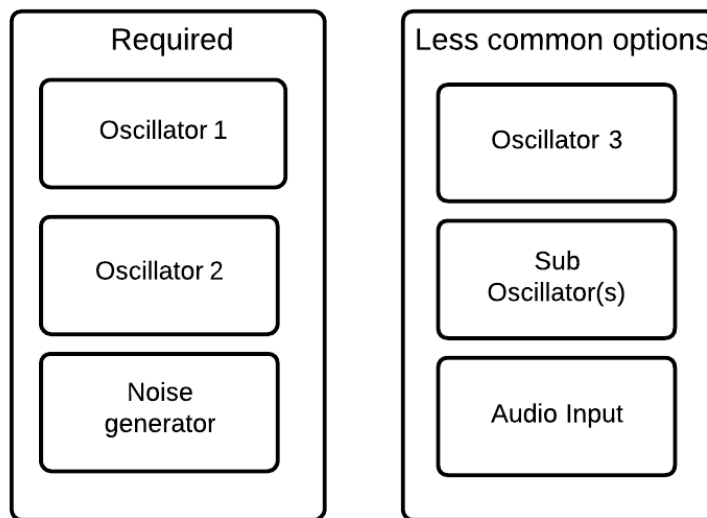 Required
Oscillator 1
Oscillator 2
Noise
generator
Less common options
Oscillator 3
Sub
Oscillator(s)
Audio Input